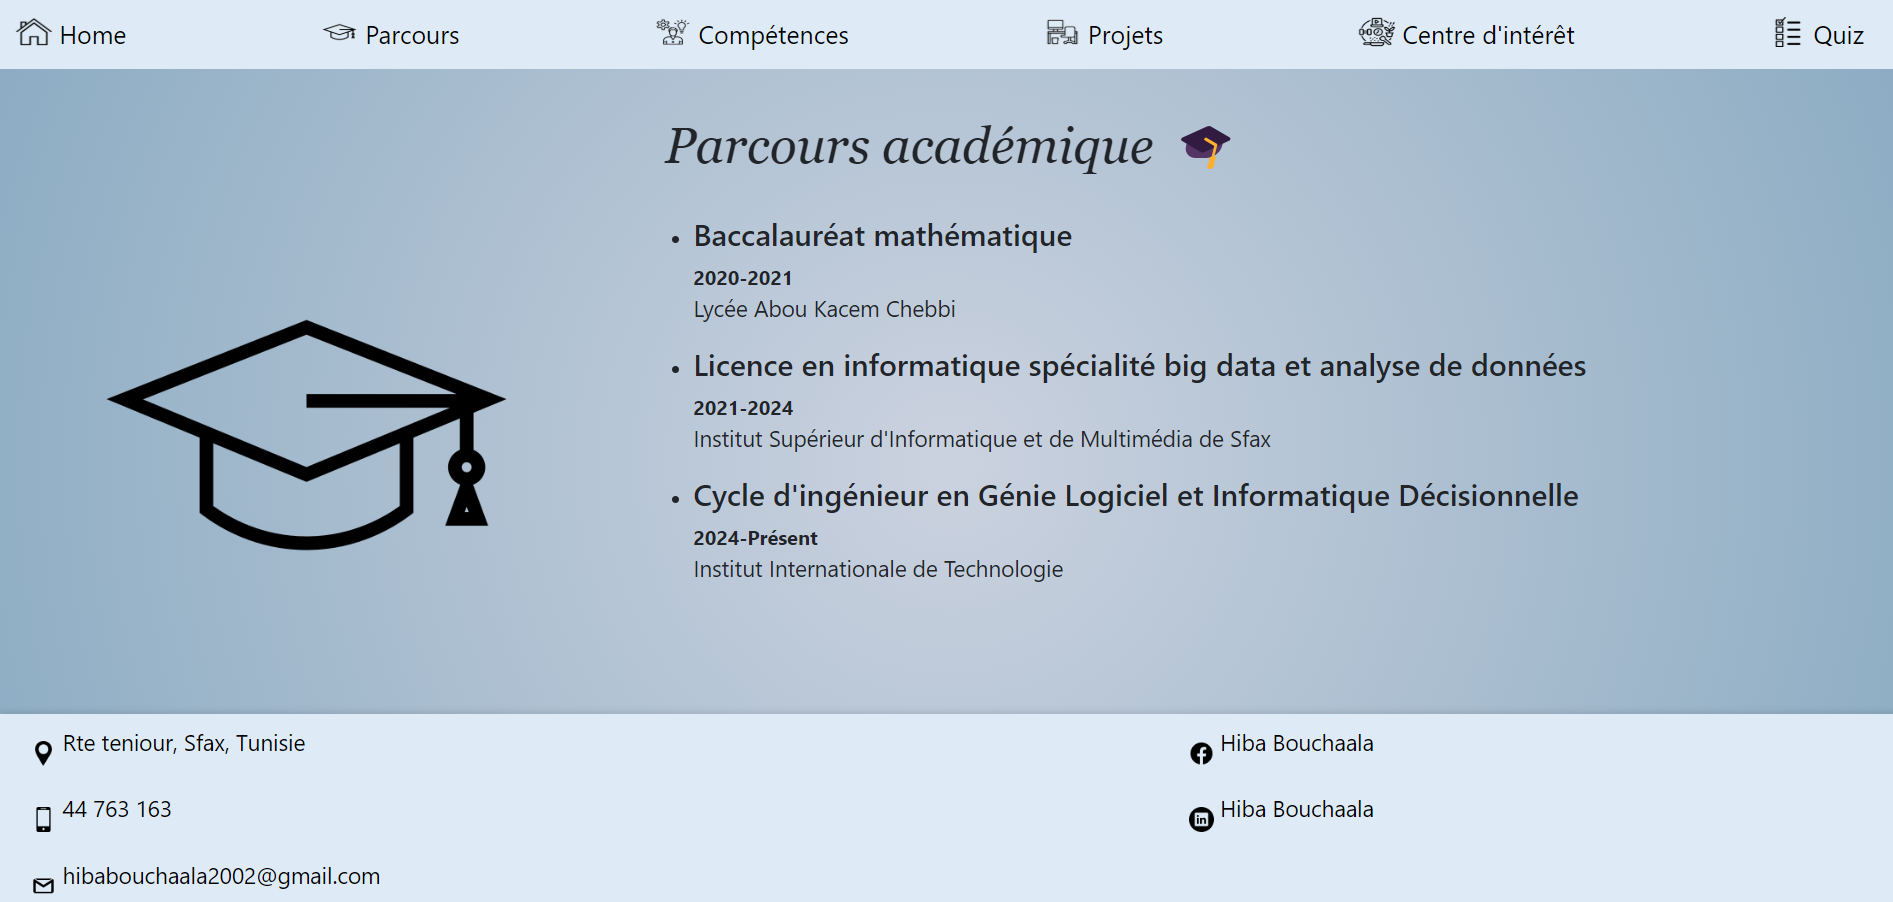 Home
Parcours
Compétences
Projets
Centre d'intérêt
Quiz
Parcours académique
Baccalauréat mathématique
2020-2021
Lycée Abou Kacem Chebbi
Licence en informatique spécialité big data et analyse de données
2021-2024
Institut Supérieur d'Informatique et de Multimédia de Sfax
Cycle d'ingénieur en Génie Logiciel et Informatique Décisionnelle
2024-Présent
Institut Internationale de Technologie
Rte teniour, Sfax, Tunisie
44 763 163
hibabouchaala2002@gmail.com
Hiba Bouchaala
in Hiba Bouchaala